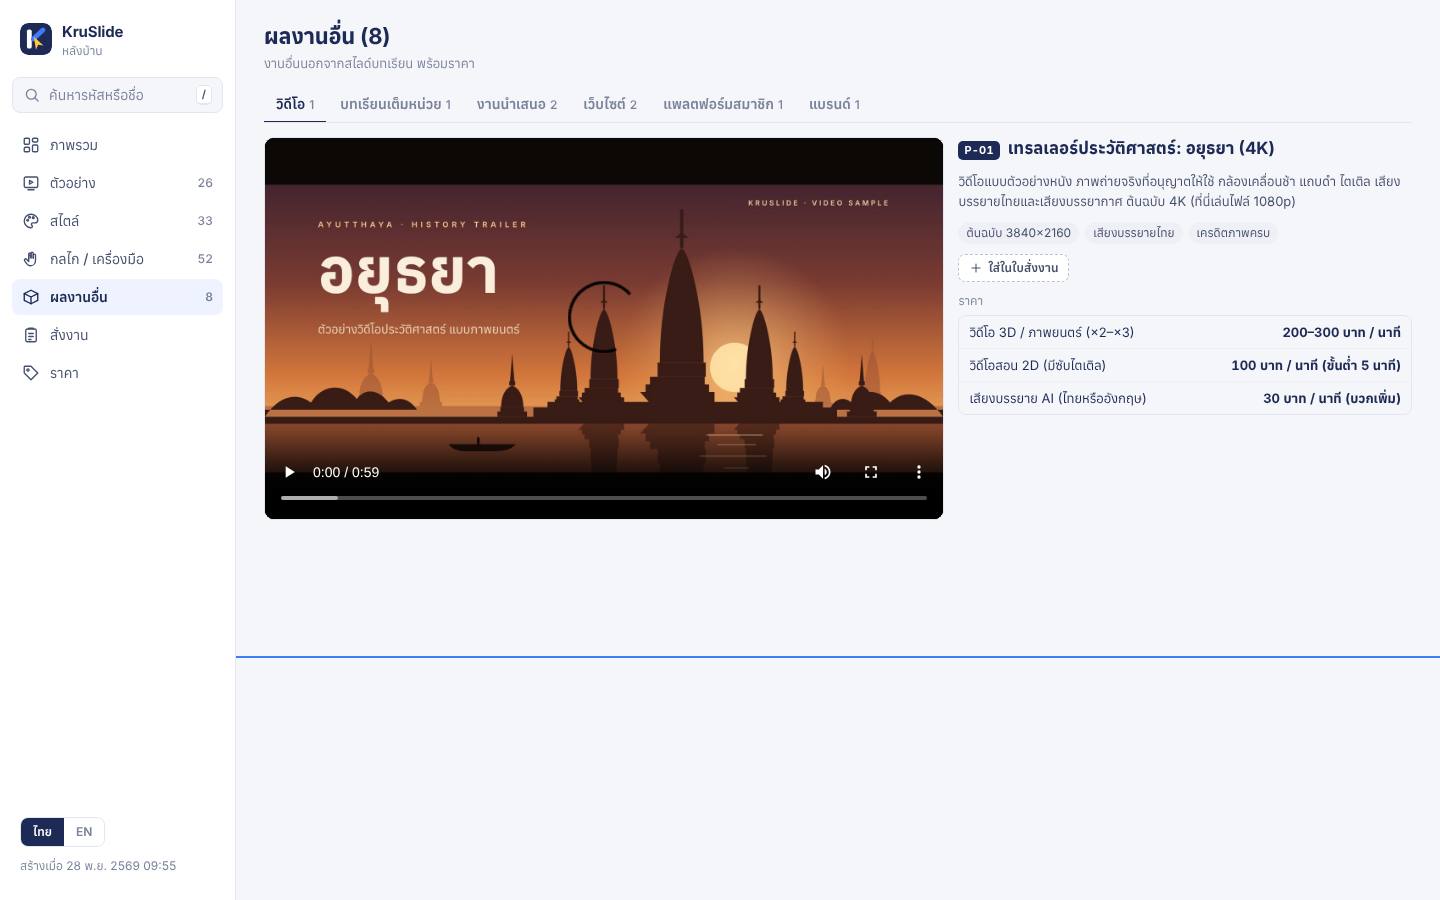 KruSlide
หลังบ้าน
ค้นหารหัสหรือชื่อ /
ภาพรวม
ตัวอย่าง 26
สไตล์ 33
กลไก / เครื่องมือ 52
ผลงานอื่น 8
สั่งงาน
ราคา
ไทย EN
สร้างเมื่อ 28 พ.ย. 2569 09:55
ผลงานอื่น (8)
งานอื่นนอกจากสไลด์บทเรียน พร้อมราคา
วิดีโอ 1 บทเรียนเต็มหน่วย 1 งานนำเสนอ 2 เว็บไซต์ 2 แพลตฟอร์มสมาชิก 1 แบรนด์ 1
KRUSLIDE · VIDEO SAMPLE
AYUTTHAYA · HISTORY TRAILER
อยุธยา
ตัวอย่างวิดีโอประวัติศาสตร์ แบบภาพยนตร์
0:00 / 0:59
P-01 เทรลเลอร์ประวัติศาสตร์: อยุธยา (4K)
วิดีโอแบบตัวอย่างหนัง ภาพถ่ายจริงที่อนุญาตให้ใช้ กล้องเคลื่อนช้า แถบดำ ไตเติล เสียง
บรรยายไทยและเสียงบรรยากาศ ต้นฉบับ 4K (ที่นี่เล่นไฟล์ 1080p)
ต้นฉบับ 3840×2160 เสียงบรรยายไทย เครดิตภาพครบ
+ ใส่ในใบสั่งงาน
ราคา
วิดีโอ 3D / ภาพยนตร์ (×2–×3) 200–300 บาท / นาที
วิดีโอสอน 2D (มีซับไตเติล) 100 บาท / นาที (ขั้นต่ำ 5 นาที)
เสียงบรรยาย AI (ไทยหรืออังกฤษ) 30 บาท / นาที (บวกเพิ่ม)